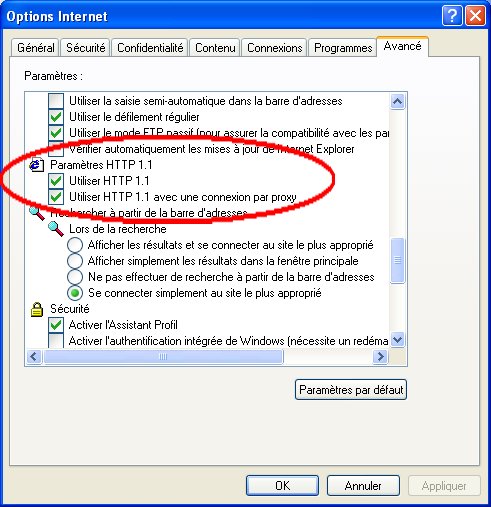 Options Internet
Général
Sécurité
Confidentialité
Contenu
Connexions
Programmes
Avancé
Paramètres :
Utiliser la saisie semi-automatique dans la barre d'adresses
Utiliser le défilement régulier
Utiliser le mode FTP passif (pour assurer la compatibilité avec les pa
Vérifier automatiquement les mises à jour de Internet Explorer
Paramètres HTTP 1.1
Utiliser HTTP 1.1
Utiliser HTTP 1.1 avec une connexion par proxy
Rechercher à partir de la barre d'adresses
Lors de la recherche
Afficher les résultats et se connecter au site le plus approprié
Afficher simplement les résultats dans la fenêtre principale
Ne pas effectuer de recherche à partir de la barre d'adresses
Se connecter simplement au site le plus approprié
Sécurité
Activer l'Assistant Profil
Activer l'authentification intégrée de Windows (nécessite un redéma
Paramètres par défaut
OK
Annuler
Appliquer